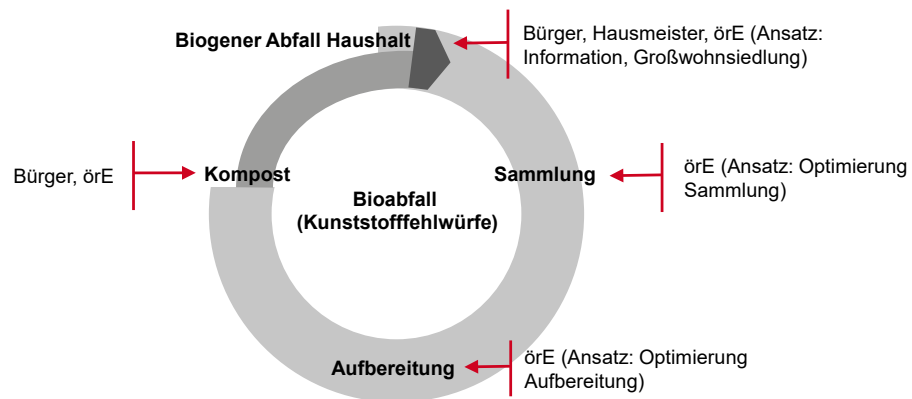 Biogener Abfall Haushalt
Bürger, Hausmeister, örE (Ansatz:
Information, Großwohnsiedlung)
Bürger, örE
Kompost
Sammlung
örE (Ansatz: Optimierung
Sammlung)
Bioabfall
(Kunststofffehlwürfe)
Aufbereitung
örE (Ansatz: Optimierung
Aufbereitung)